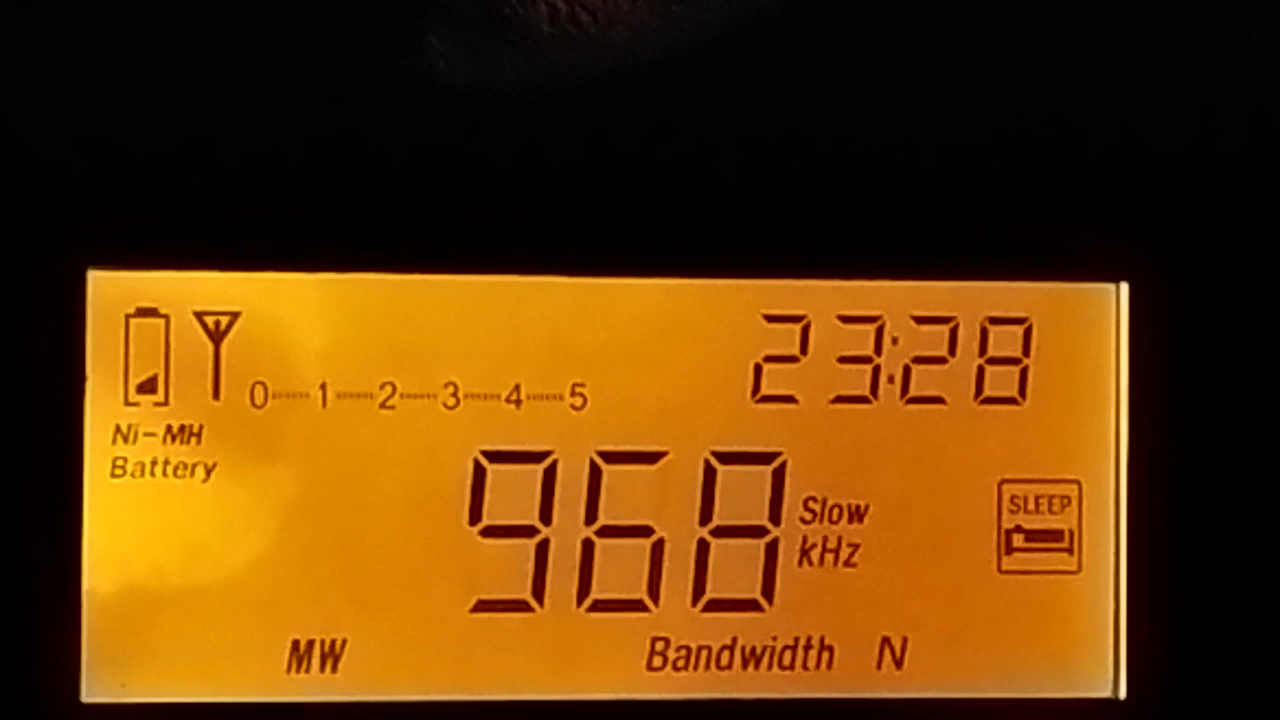 23:28
0 1 2 3 4 5
Ni-MH
Battery
968
Slow
kHz
SLEEP
MW Bandwidth N